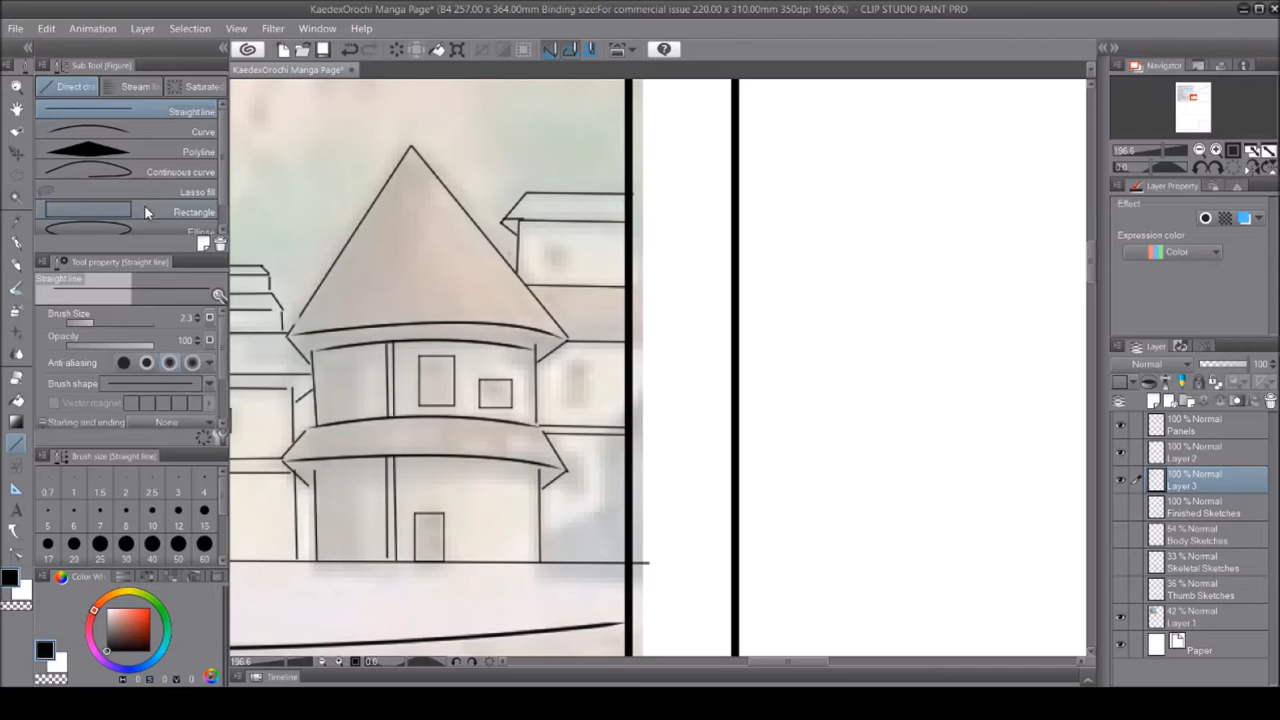 KaedexOrochi Manga Page* (B4 257.00 x 364.00mm Binding size:For commercial issue 220.00 x 310.00mm 350dpi 196.6%) - CLIP STUDIO PAINT PRO
File Edit Animation Layer Selection View Filter Window Help
Sub Tool [Figure]
KaedexOrochi Manga Page*
Navigator
Direct dra
Stream li
Saturated
Straight line
Curve
Polyline
Continuous curve
Lasso fill
Rectangle
Ellipse
Tool property [Straight line]
Straight line
Brush Size 2.3
Opacity 100
Anti-aliasing
Brush shape
Vector magnet
Starting and ending None
Brush size [Straight line]
0.7 1 1.5 2 2.5 3 4
5 6 7 8 10 12 15
17 20 25 30 40 50 60
Color W
H 0 S 0 V 0
196.6 0.0
Timeline
196.6
0.0
Layer Property
Effect
Expression color
Color
Layer
Normal 100
100 % Normal
Panels
100 % Normal
Layer 2
100 % Normal
Layer 3
100 % Normal
Finished Sketches
54 % Normal
Body Sketches
33 % Normal
Skeletal Sketches
36 % Normal
Thumb Sketches
42 % Normal
Layer 1
Paper